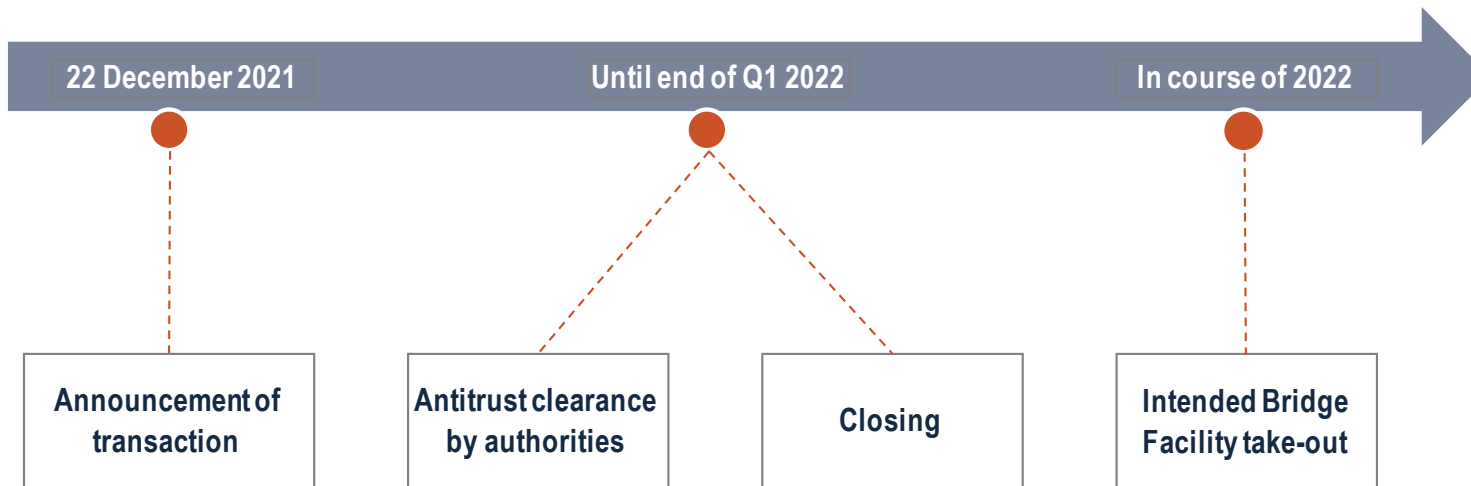 22 December 2021
Until end of Q1 2022
In course of 2022
Announcement of
transaction
Antitrust clearance
by authorities
Closing
Intended Bridge
Facility take-out